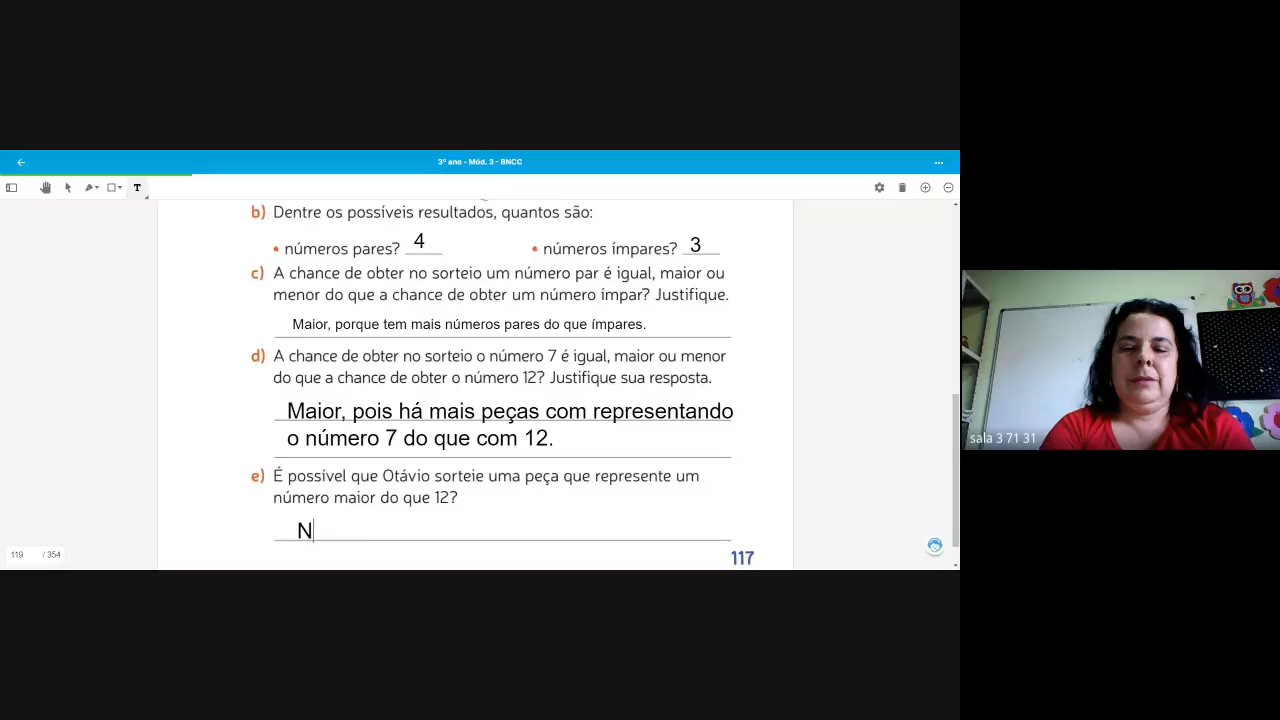 3º ano - Mód. 3 - BNCC
T
b) Dentre os possíveis resultados, quantos são:
• números pares? 4 • números ímpares? 3
c) A chance de obter no sorteio um número par é igual, maior ou
menor do que a chance de obter um número ímpar? Justifique.
Maior, porque tem mais números pares do que ímpares.
d) A chance de obter no sorteio o número 7 é igual, maior ou menor
do que a chance de obter o número 12? Justifique sua resposta.
Maior, pois há mais peças com representando
o número 7 do que com 12.
e) É possível que Otávio sorteie uma peça que represente um
número maior do que 12?
N
117
119 / 354
sala 3 71 31